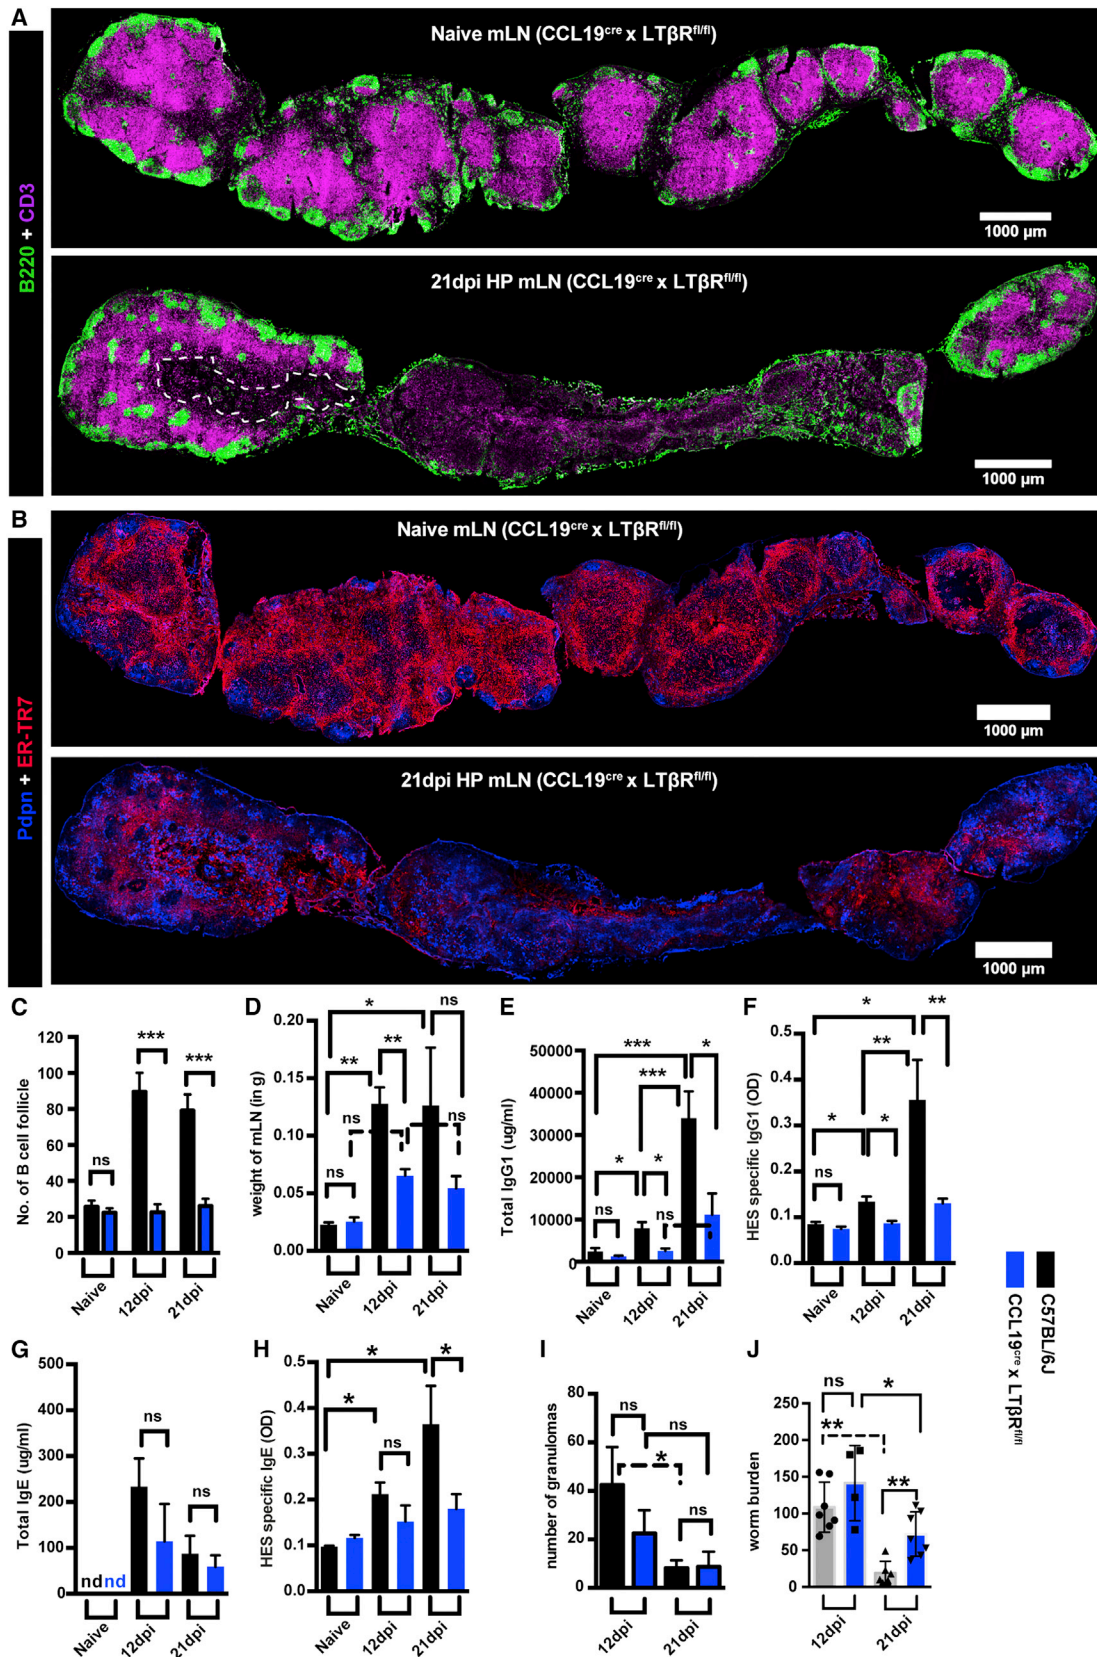 A
B220 + CD3
Naive mLN (CCL19cre x LTβRfl/fl)
1000 µm
21dpi HP mLN (CCL19cre x LTβRfl/fl)
1000 µm
B
Pdpn + ER-TR7
Naive mLN (CCL19cre x LTβRfl/fl)
1000 µm
21dpi HP mLN (CCL19cre x LTβRfl/fl)
1000 µm
C
No. of B cell follicle
120
100
80
60
40
20
0
ns
***
***
Naive
12dpi
21dpi
D
weight of mLN (in g)
0.20
0.15
0.10
0.05
0.00
*
ns
**
**
ns
ns
ns
Naive
12dpi
21dpi
E
Total IgG1 (ug/ml)
50000
40000
30000
20000
10000
0
***
*
***
*
*
ns
ns
ns
Naive
12dpi
21dpi
F
HES specific IgG1 (OD)
0.5
0.4
0.3
0.2
0.1
0.0
*
**
**
*
*
ns
Naive
12dpi
21dpi
CCL19cre x LTβRfl/fl
C57BL/6J
G
Total IgE (ug/ml)
500
400
300
200
100
0
nd nd
ns
ns
Naive
12dpi
21dpi
H
HES specific IgE (OD)
0.5
0.4
0.3
0.2
0.1
0.0
*
*
*
ns
Naive
12dpi
21dpi
I
number of granulomas
80
60
40
20
0
ns
ns
*
ns
12dpi
21dpi
J
worm burden
200
150
100
50
0
ns
*
**
**
12dpi
21dpi